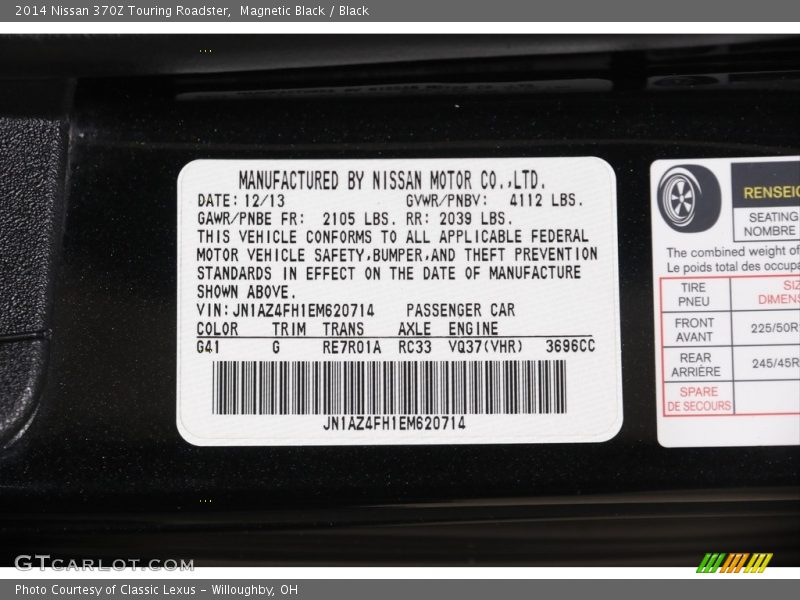 2014 Nissan 370Z Touring Roadster,  Magnetic Black / Black
MANUFACTURED BY NISSAN MOTOR CO.,LTD.
DATE: 12/13 GVWR/PNBV: 4112 LBS.
GAWR/PNBE FR: 2105 LBS. RR: 2039 LBS.
THIS VEHICLE CONFORMS TO ALL APPLICABLE FEDERAL
MOTOR VEHICLE SAFETY,BUMPER,AND THEFT PREVENTION
STANDARDS IN EFFECT ON THE DATE OF MANUFACTURE
SHOWN ABOVE.
VIN: JN1AZ4FH1EM620714 PASSENGER CAR
COLOR TRIM TRANS AXLE ENGINE
G41 G RE7R01A RC33 VQ37(VHR) 3696CC
JN1AZ4FH1EM620714
RENSEIG
SEATING
NOMBRE
The combined weight of
Le poids total des occupa
TIRE
PNEU
SIZ
DIMENS
FRONT
AVANT
225/50R
REAR
ARRIÈRE
245/45R
SPARE
DE SECOURS
GTCARLOT.COM
Photo Courtesy of Classic Lexus - Willoughby, OH